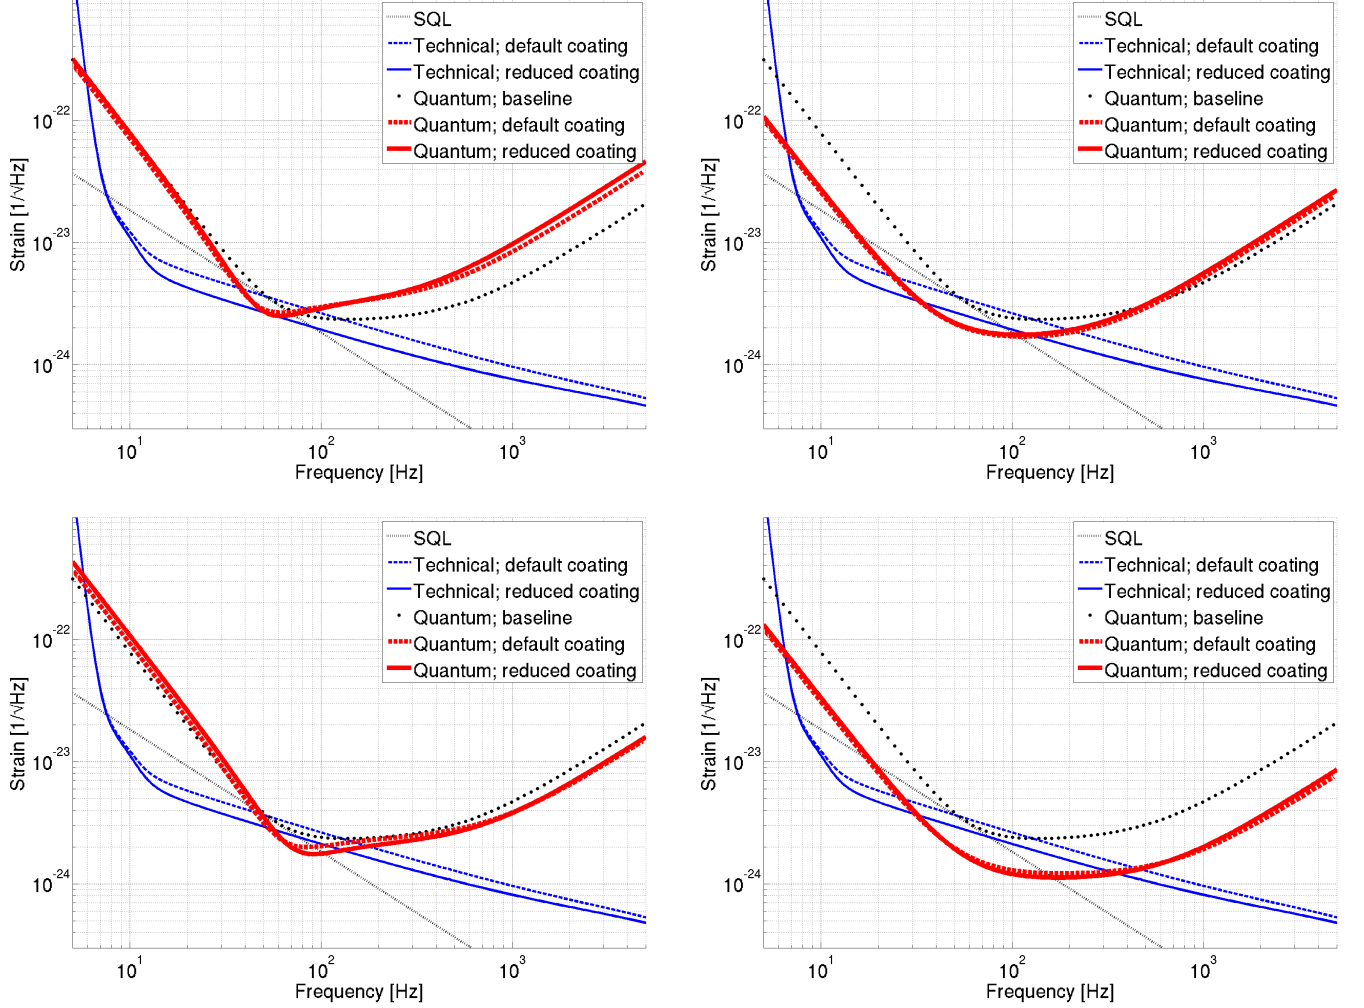 SQL
Technical; default coating
Technical; reduced coating
Quantum; baseline
Quantum; default coating
Quantum; reduced coating
10^-22
10^-23
10^-24
Strain [1/√Hz]
10^1 10^2 10^3
Frequency [Hz]
SQL
Technical; default coating
Technical; reduced coating
Quantum; baseline
Quantum; default coating
Quantum; reduced coating
10^-22
10^-23
10^-24
Strain [1/√Hz]
10^1 10^2 10^3
Frequency [Hz]
SQL
Technical; default coating
Technical; reduced coating
Quantum; baseline
Quantum; default coating
Quantum; reduced coating
10^-22
10^-23
10^-24
Strain [1/√Hz]
10^1 10^2 10^3
Frequency [Hz]
SQL
Technical; default coating
Technical; reduced coating
Quantum; baseline
Quantum; default coating
Quantum; reduced coating
10^-22
10^-23
10^-24
Strain [1/√Hz]
10^1 10^2 10^3
Frequency [Hz]